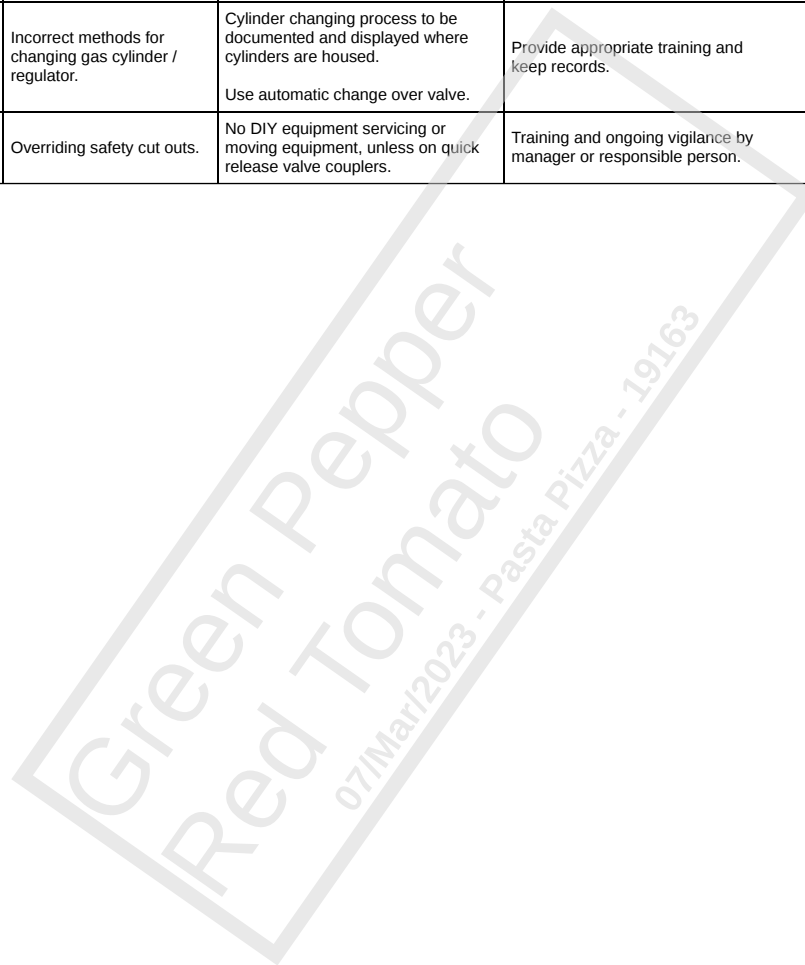 Incorrect methods for
changing gas cylinder /
regulator.
Cylinder changing process to be
documented and displayed where
cylinders are housed.
Use automatic change over valve.
Provide appropriate training and
keep records.
Overriding safety cut outs.
No DIY equipment servicing or
moving equipment, unless on quick
release valve couplers.
Training and ongoing vigilance by
manager or responsible person.
Green Pepper
Red Tomato
07/Mar/2023 - Pasta Pizza - 19163